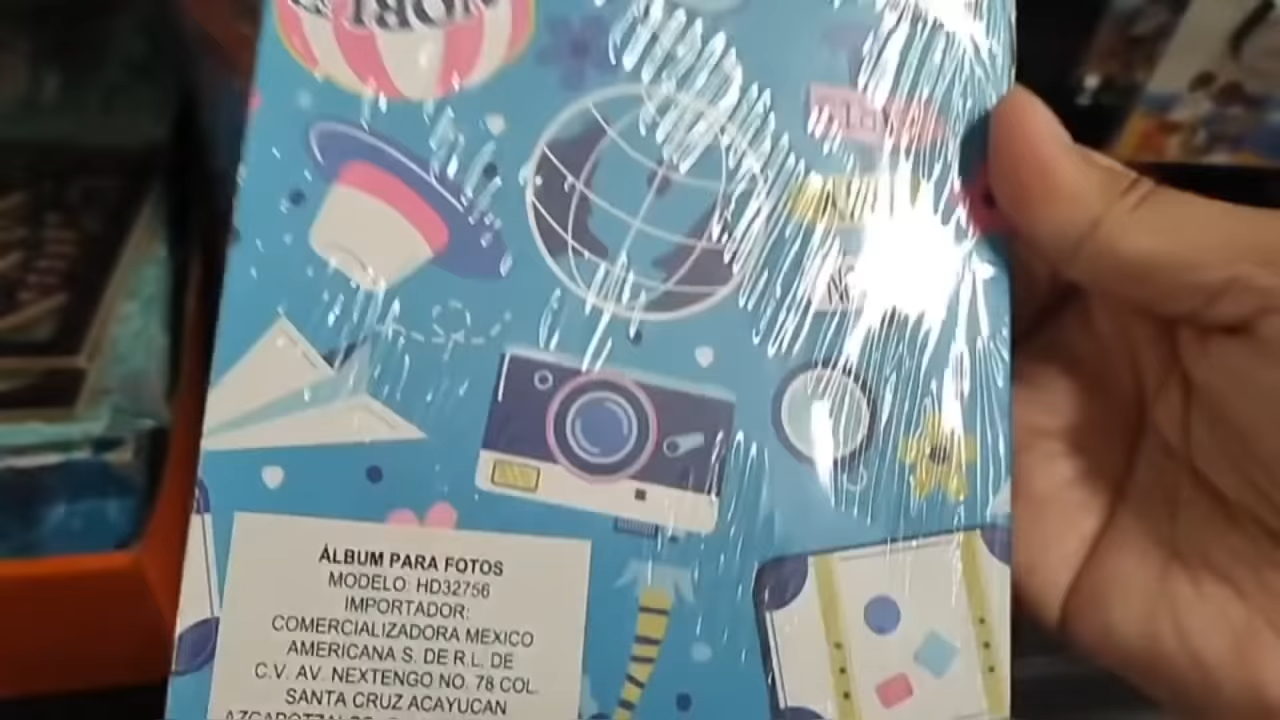 ÁLBUM PARA FOTOS
MODELO: HD32756
IMPORTADOR:
COMERCIALIZADORA MEXICO
AMERICANA S. DE R.L. DE
C.V. AV. NEXTENGO NO. 78 COL.
SANTA CRUZ ACAYUCAN